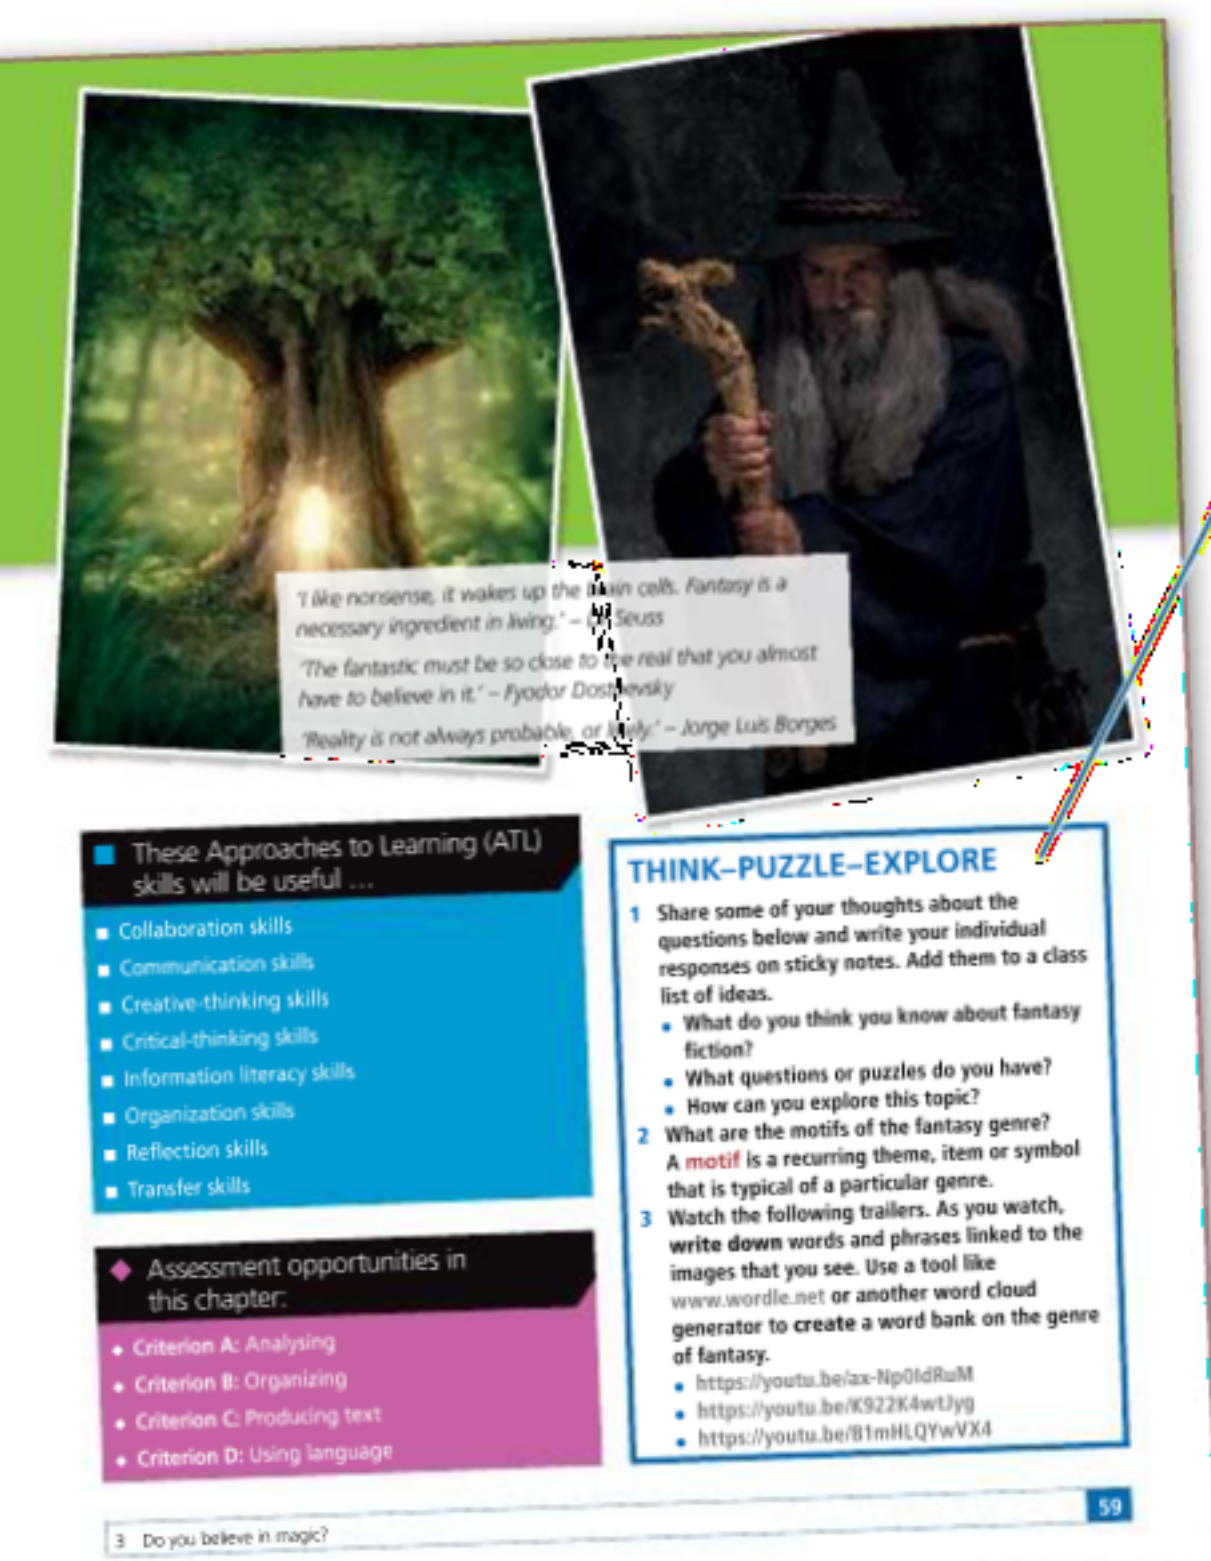 'I like nonsense, it wakes up the brain cells. Fantasy is a
necessary ingredient in living.' – Dr Seuss
'The fantastic must be so close to the real that you almost
have to believe in it.' – Fyodor Dostoevsky
'Reality is not always probable, or likely.' – Jorge Luis Borges
These Approaches to Learning (ATL)
skills will be useful …
Collaboration skills
Communication skills
Creative-thinking skills
Critical-thinking skills
Information literacy skills
Organization skills
Reflection skills
Transfer skills
Assessment opportunities in
this chapter:
Criterion A: Analysing
Criterion B: Organizing
Criterion C: Producing text
Criterion D: Using language
THINK–PUZZLE–EXPLORE
1 Share some of your thoughts about the
questions below and write your individual
responses on sticky notes. Add them to a class
list of ideas.
• What do you think you know about fantasy
fiction?
• What questions or puzzles do you have?
• How can you explore this topic?
2 What are the motifs of the fantasy genre?
A motif is a recurring theme, item or symbol
that is typical of a particular genre.
3 Watch the following trailers. As you watch,
write down words and phrases linked to the
images that you see. Use a tool like
www.wordle.net or another word cloud
generator to create a word bank on the genre
of fantasy.
• https://youtu.be/ax-Np0IdRuM
• https://youtu.be/K922K4wtJyg
• https://youtu.be/B1mHLQYwVX4
3 Do you believe in magic?
59